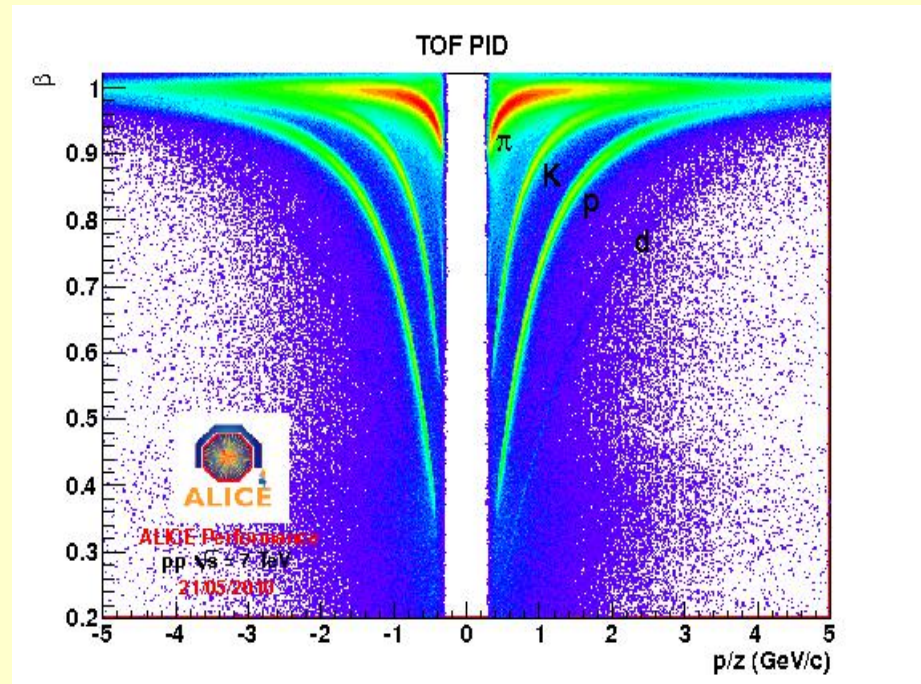 TOF PID
β
1
0.9
0.8
0.7
0.6
0.5
0.4
0.3
0.2
π
K
p
d
ALICE
ALICE Performance
pp √s = 7 TeV
21/05/2010
-5 -4 -3 -2 -1 0 1 2 3 4 5
p/z (GeV/c)